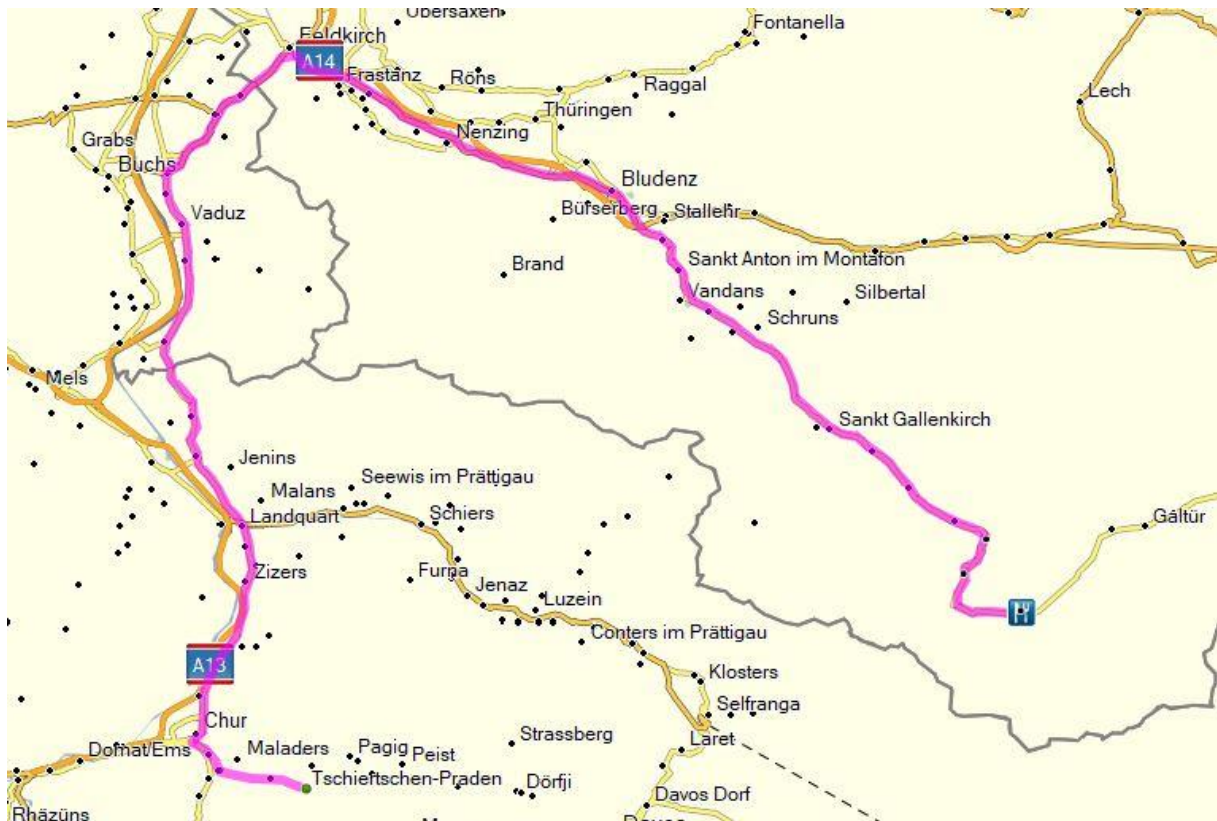 Übersaxen
Fontanella
Feldkirch
A14
Frastanz
Röns
Raggal
Lech
Thüringen
Grabs
Nenzing
Buchs
Bludenz
Bürserberg
Stallehr
Vaduz
Brand
Sankt Anton im Montafon
Vandans
Silbertal
Schruns
Mels
Sankt Gallenkirch
Jenins
Seewis im Prättigau
Malans
Landquart
Schiers
Galtür
Zizers
Furna
Jenaz
Luzein
Conters im Prättigau
A13
Klosters
Selfranga
Chur
Strassberg
Laret
Domat/Ems
Maladers
Pagig
Peist
Tschiertschen-Praden
Dörfji
Davos Dorf
Rhäzüns
Davos